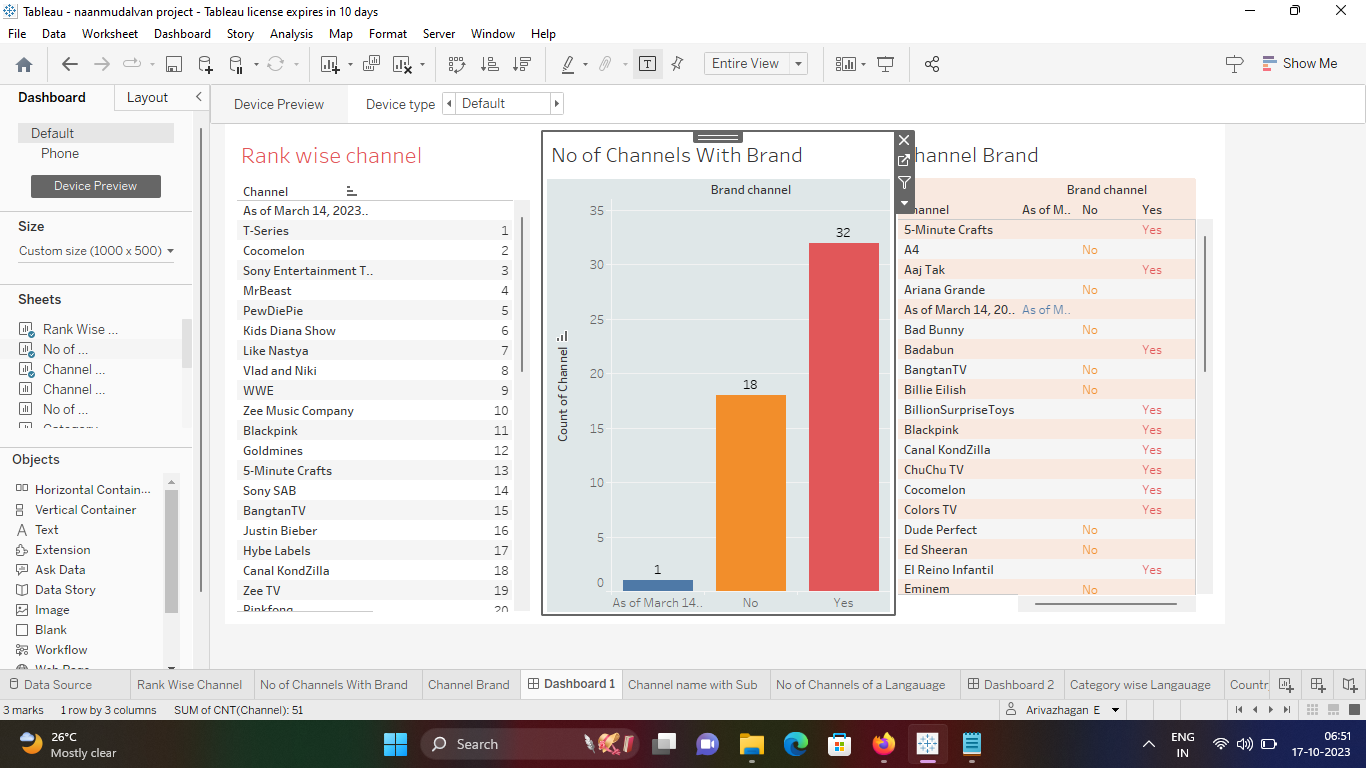 Tableau - naanmudalvan project - Tableau license expires in 10 days
File Data Worksheet Dashboard Story Analysis Map Format Server Window Help
Entire View
Show Me
Dashboard Layout
Device Preview Device type Default
Default
Phone
Device Preview
Size
Custom size (1000 x 500)
Sheets
Rank Wise ...
No of ...
Channel ...
Channel ...
No of ...
Objects
Horizontal Contain...
Vertical Container
Text
Extension
Ask Data
Data Story
Image
Blank
Workflow
Web Page
Rank wise channel
Channel
As of March 14, 2023..
T-Series 1
Cocomelon 2
Sony Entertainment T.. 3
MrBeast 4
PewDiePie 5
Kids Diana Show 6
Like Nastya 7
Vlad and Niki 8
WWE 9
Zee Music Company 10
Blackpink 11
Goldmines 12
5-Minute Crafts 13
Sony SAB 14
BangtanTV 15
Justin Bieber 16
Hybe Labels 17
Canal KondZilla 18
Zee TV 19
Pinkfong 20
No of Channels With Brand
Brand channel
Count of Channel
35
30
25
20
15
10
5
0
1
18
32
As of March 14.. No Yes
hannel Brand
Brand channel
hannel As of M.. No Yes
5-Minute Crafts Yes
A4 No
Aaj Tak Yes
Ariana Grande No
As of March 14, 20.. As of M..
Bad Bunny No
Badabun Yes
BangtanTV No
Billie Eilish No
BillionSurpriseToys Yes
Blackpink Yes
Canal KondZilla Yes
ChuChu TV Yes
Cocomelon Yes
Colors TV Yes
Dude Perfect No
Ed Sheeran No
El Reino Infantil Yes
Eminem No
Data Source Rank Wise Channel No of Channels With Brand Channel Brand Dashboard 1 Channel name with Sub No of Channels of a Langauage Dashboard 2 Category wise Langauage Countr
3 marks 1 row by 3 columns SUM of CNT(Channel): 51 Arivazhagan E
26°C
Mostly clear
Search
ENG
IN
06:51
17-10-2023